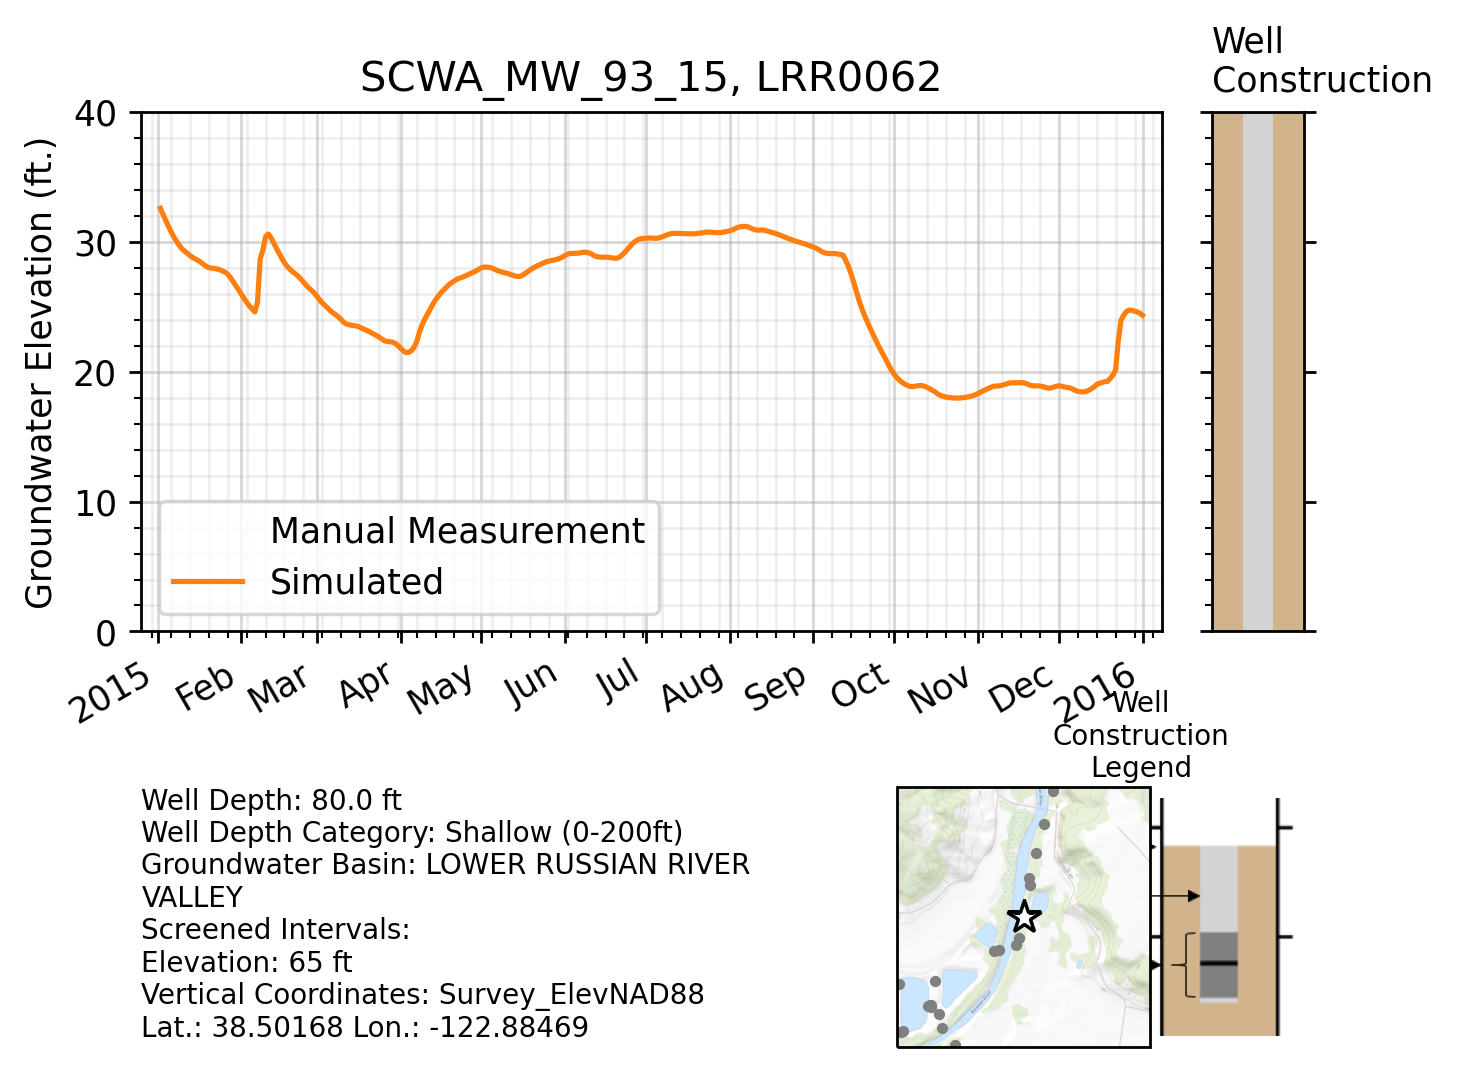 Well
Construction
SCWA_MW_93_15, LRR0062
Groundwater Elevation (ft.)
40
30
20
10
0
Manual Measurement
Simulated
2015
Feb
Mar
Apr
May
Jun
Jul
Aug
Sep
Oct
Nov
Dec
2016
Well
Construction
Legend
Well Depth: 80.0 ft
Well Depth Category: Shallow (0-200ft)
Groundwater Basin: LOWER RUSSIAN RIVER
VALLEY
Screened Intervals:
Elevation: 65 ft
Vertical Coordinates: Survey_ElevNAD88
Lat.: 38.50168 Lon.: -122.88469